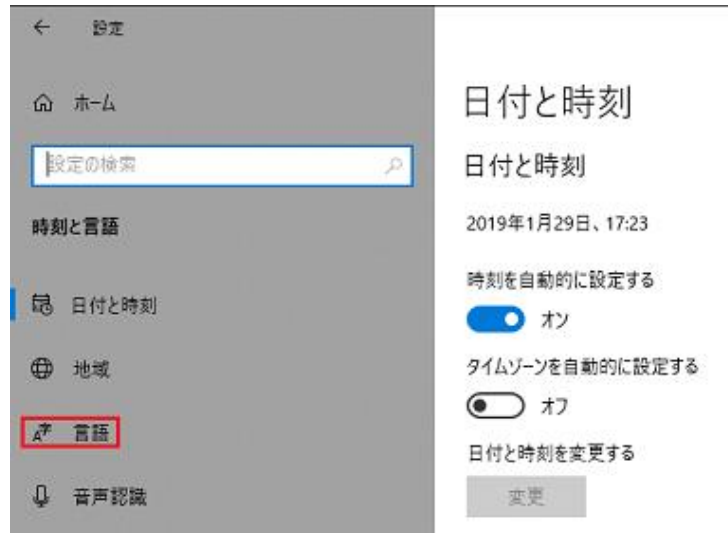 設定
ホーム
設定の検索
時刻と言語
日付と時刻
地域
言語
音声認識
日付と時刻
日付と時刻
2019年1月29日、17:23
時刻を自動的に設定する
オン
タイムゾーンを自動的に設定する
オフ
日付と時刻を変更する
変更